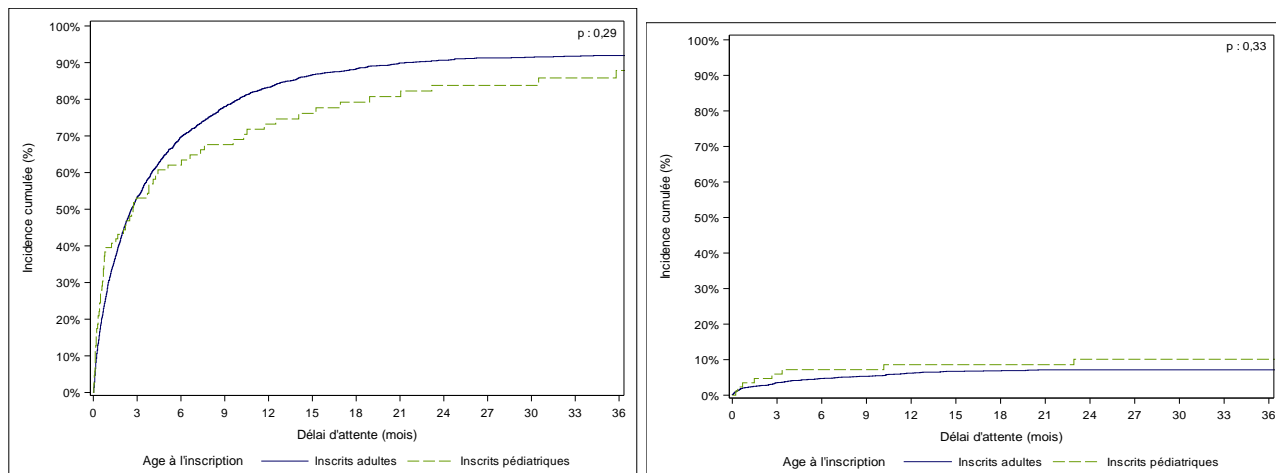 100%
90%
80%
70%
60%
50%
40%
30%
20%
10%
0%
Incidence cumulée (%)
p : 0,29
0 3 6 9 12 15 18 21 24 27 30 33 36
Délai d'attente (mois)
Age à l'inscription Inscrits adultes Inscrits pédiatriques
100%
90%
80%
70%
60%
50%
40%
30%
20%
10%
0%
Incidence cumulée (%)
p : 0,33
0 3 6 9 12 15 18 21 24 27 30 33 36
Délai d'attente (mois)
Age à l'inscription Inscrits adultes Inscrits pédiatriques